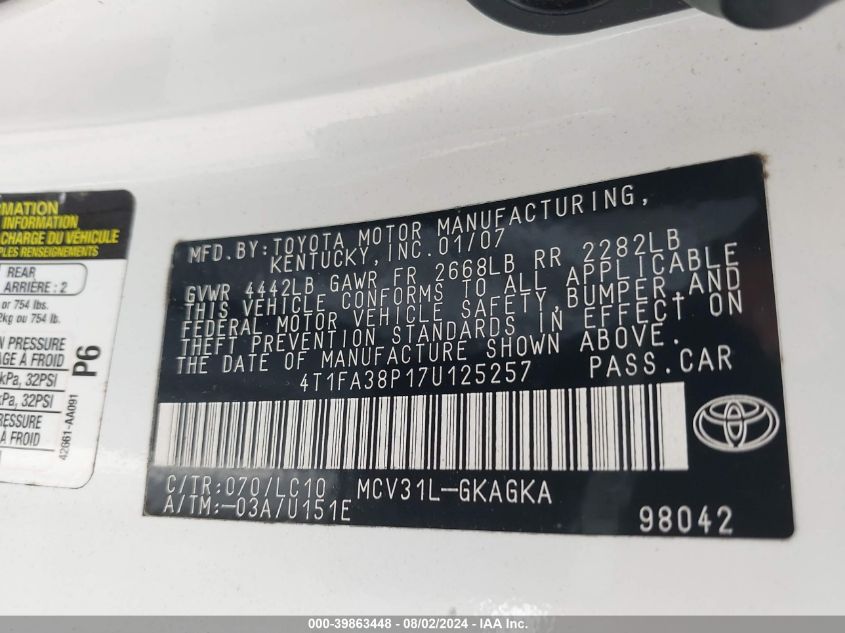 MATION
INFORMATION
CHARGE DU VÉHICULE
PLES RENSEIGNEMENTS
REAR
ARRIÈRE : 2
or 754 lbs.
2kg ou 754 lb.
N PRESSURE
AGE À FROID
kPa, 32PSI
kPa, 32PSI
PRESSURE
À FROID
P6
42661-AA091
MFD. BY: TOYOTA MOTOR MANUFACTURING,
KENTUCKY, INC. 01/07
GVWR 4442LB GAWR FR 2668LB RR 2282LB
THIS VEHICLE CONFORMS TO ALL APPLICABLE
FEDERAL MOTOR VEHICLE SAFETY, BUMPER AND
THEFT PREVENTION STANDARDS IN EFFECT ON
THE DATE OF MANUFACTURE SHOWN ABOVE.
4T1FA38P17U125257 PASS. CAR
C/TR: 070/LC10 MCV31L-GKAGKA
A/TM: -03A/U151E
98042
000-39863448 - 08/02/2024 - IAA Inc.